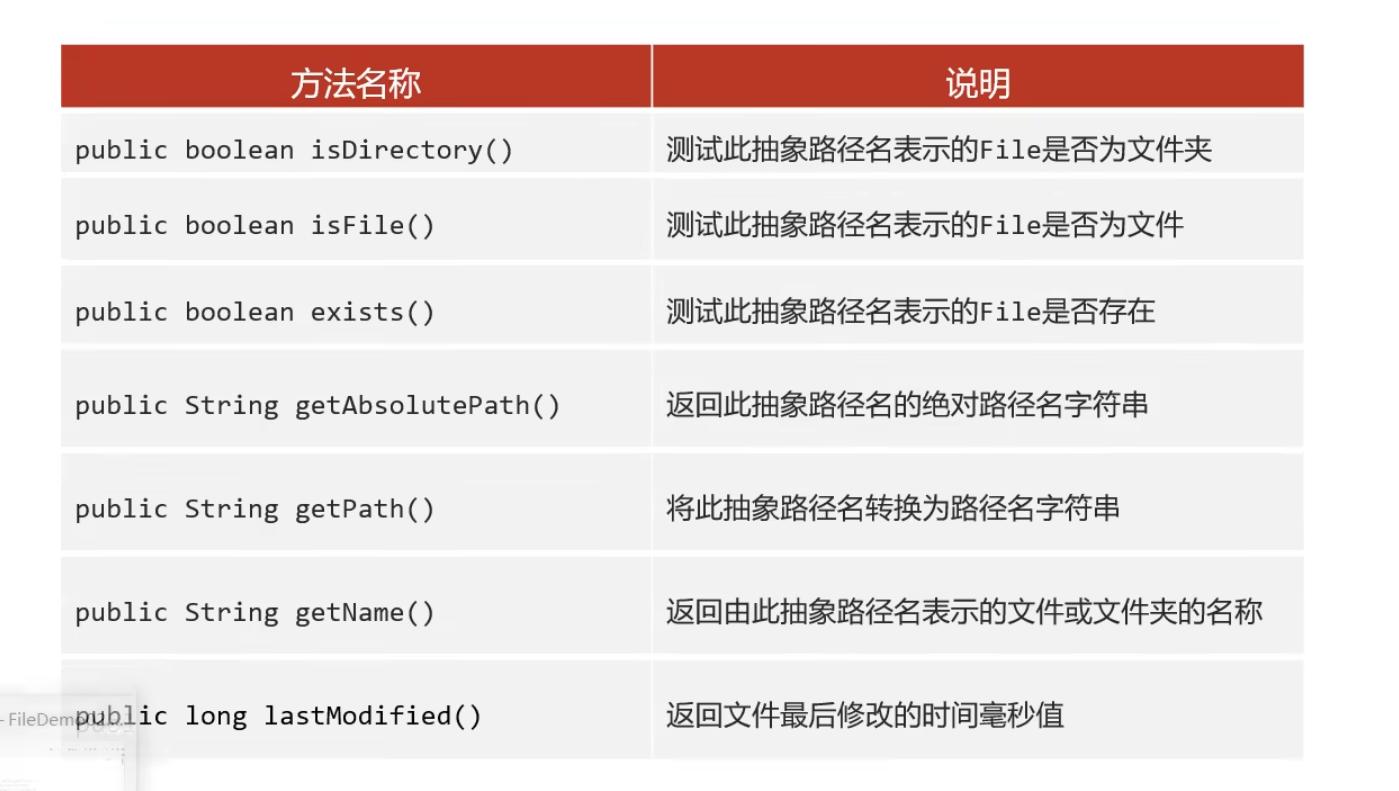 方法名称 说明
public boolean isDirectory() 测试此抽象路径名表示的File是否为文件夹
public boolean isFile() 测试此抽象路径名表示的File是否为文件
public boolean exists() 测试此抽象路径名表示的File是否存在
public String getAbsolutePath() 返回此抽象路径名的绝对路径名字符串
public String getPath() 将此抽象路径名转换为路径名字符串
public String getName() 返回由此抽象路径名表示的文件或文件夹的名称
public long lastModified() 返回文件最后修改的时间毫秒值